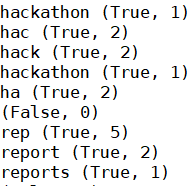 hackathon (True, 1)
hac (True, 2)
hack (True, 2)
hackathon (True, 1)
ha (True, 2)
(False, 0)
rep (True, 5)
report (True, 2)
reports (True, 1)